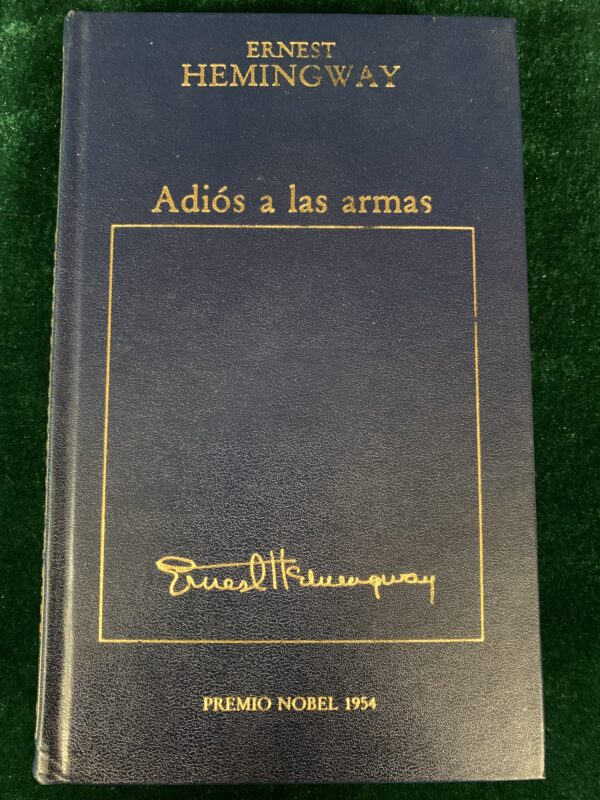 ERNEST
HEMINGWAY
Adiós a las armas
Ernest Hemingway
PREMIO NOBEL 1954